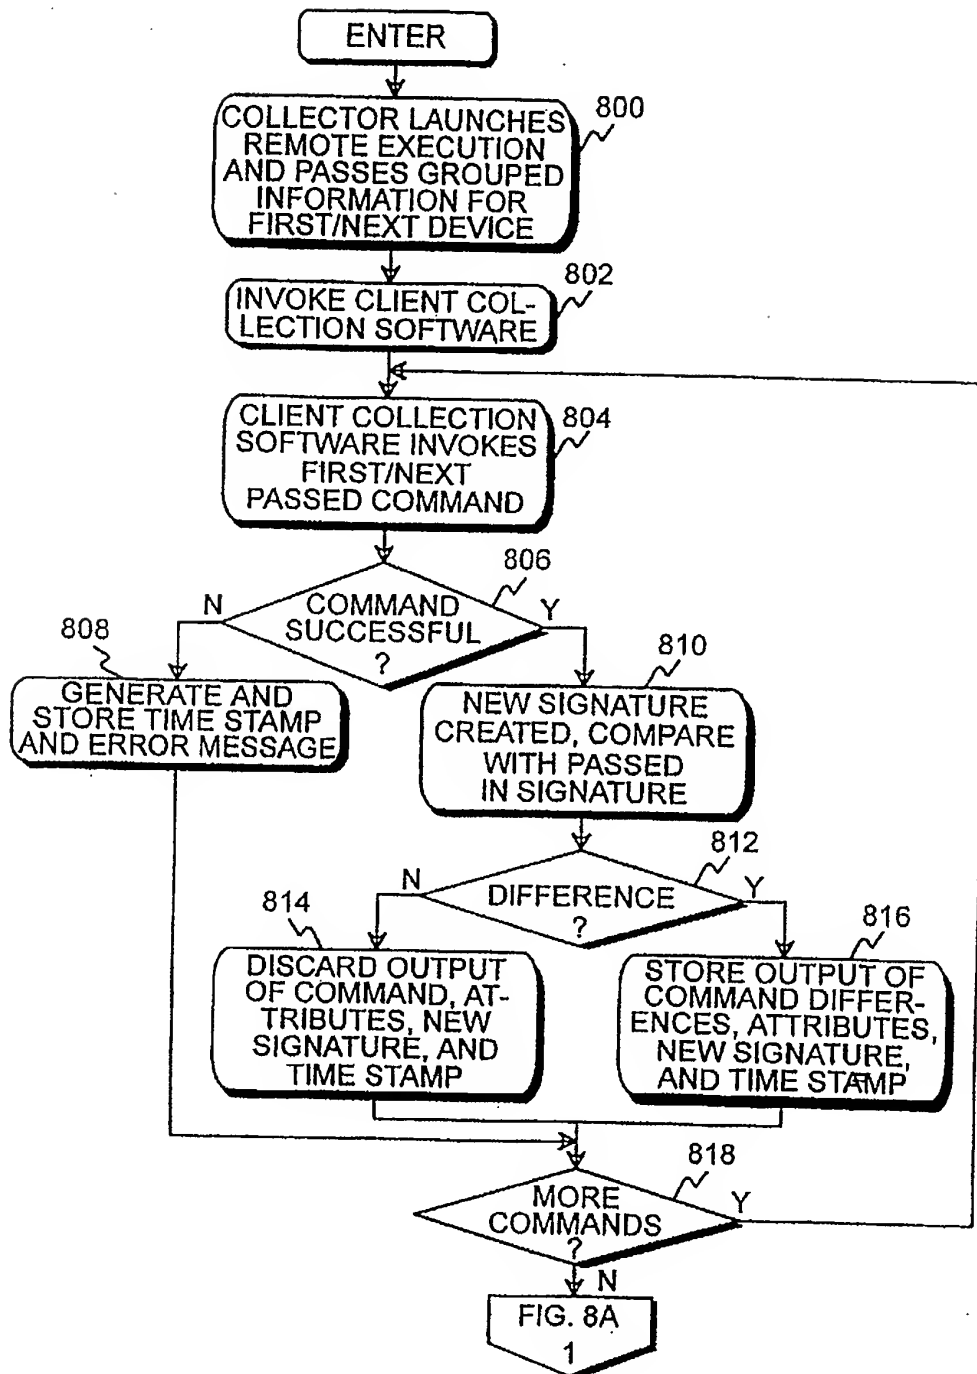 ENTER
800
COLLECTOR LAUNCHES
REMOTE EXECUTION
AND PASSES GROUPED
INFORMATION FOR
FIRST/NEXT DEVICE
802
INVOKE CLIENT COL-
LECTION SOFTWARE
804
CLIENT COLLECTION
SOFTWARE INVOKES
FIRST/NEXT
PASSED COMMAND
806
N
COMMAND
SUCCESSFUL
?
Y
808
GENERATE AND
STORE TIME STAMP
AND ERROR MESSAGE
810
NEW SIGNATURE
CREATED, COMPARE
WITH PASSED
IN SIGNATURE
812
N
DIFFERENCE
?
Y
814
DISCARD OUTPUT
OF COMMAND, AT-
TRIBUTES, NEW
SIGNATURE, AND
TIME STAMP
816
STORE OUTPUT OF
COMMAND DIFFER-
ENCES, ATTRIBUTES,
NEW SIGNATURE,
AND TIME STAMP
818
MORE
COMMANDS
?
Y
N
FIG. 8A
1